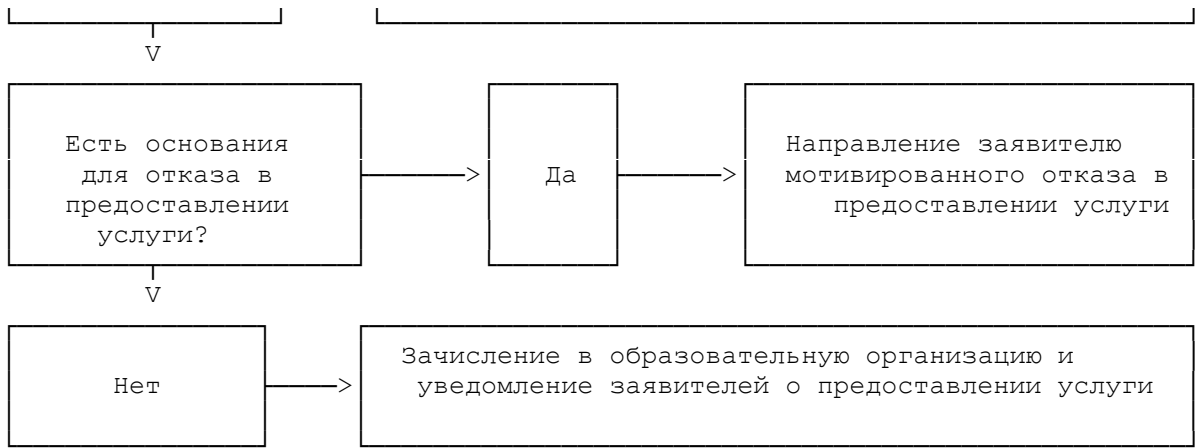 V
Есть основания
для отказа в
предоставлении
услуги?
Да
Направление заявителю
мотивированного отказа в
предоставлении услуги
V
Нет
Зачисление в образовательную организацию и
уведомление заявителей о предоставлении услуги